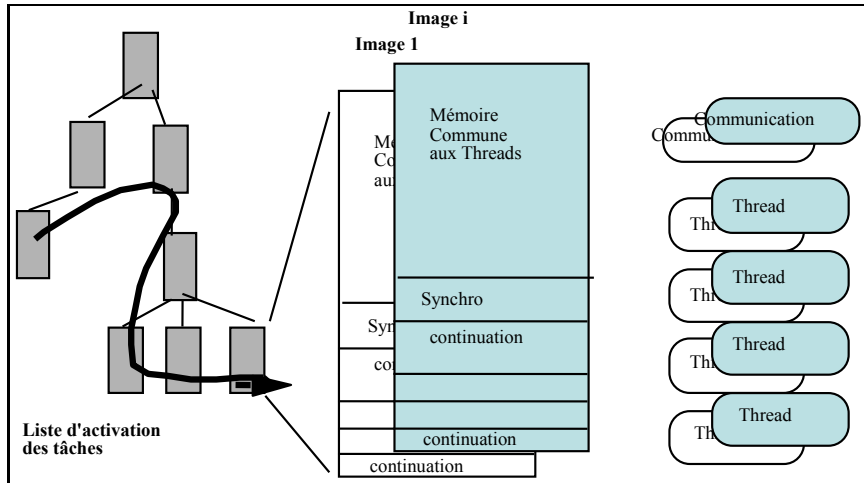 Image i
Image 1
Mémoire
Commune
aux Threads
Synchro
continuation
continuation
continuation
Communication
Thread
Thread
Thread
Thread
Liste d'activation
des tâches